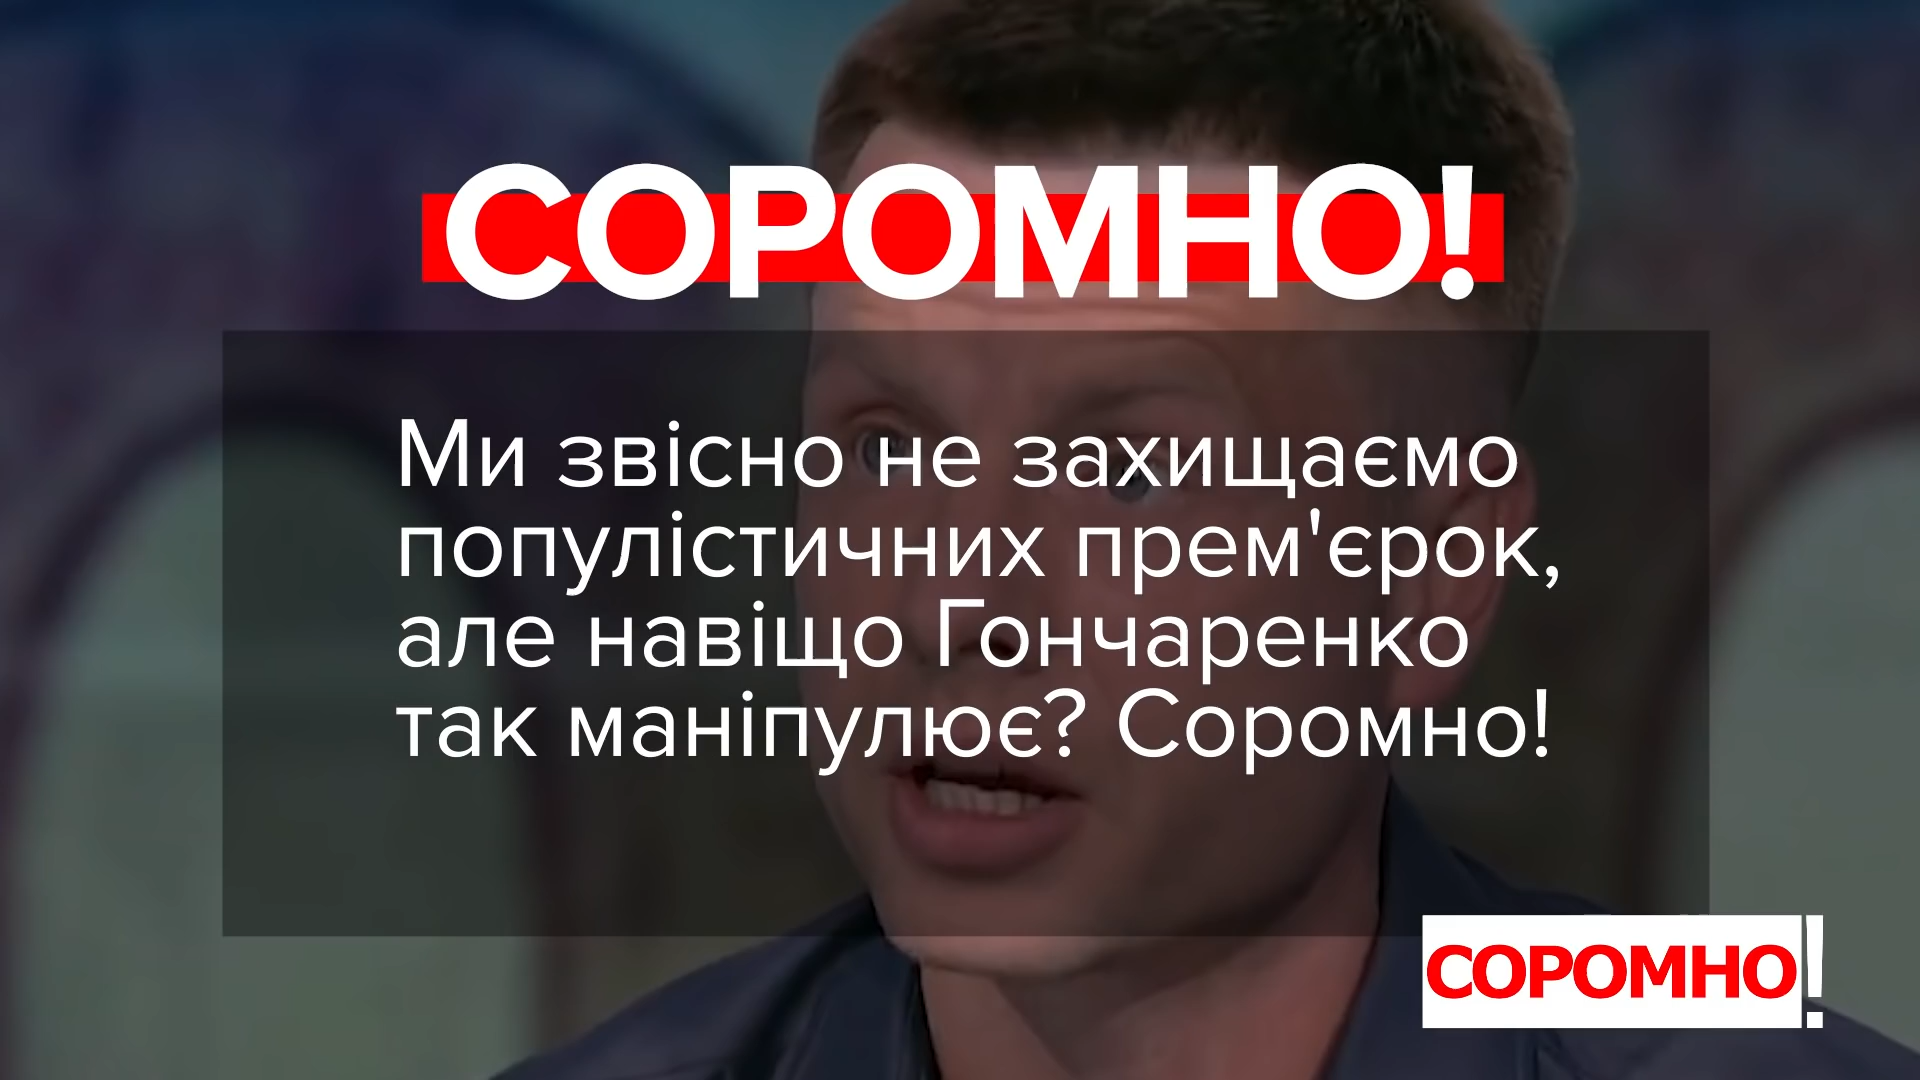 СОРОМНО!
Ми звісно не захищаємо
популістичних прем'єрок,
але навіщо Гончаренко
так маніпулює? Соромно!
СОРОМНО!